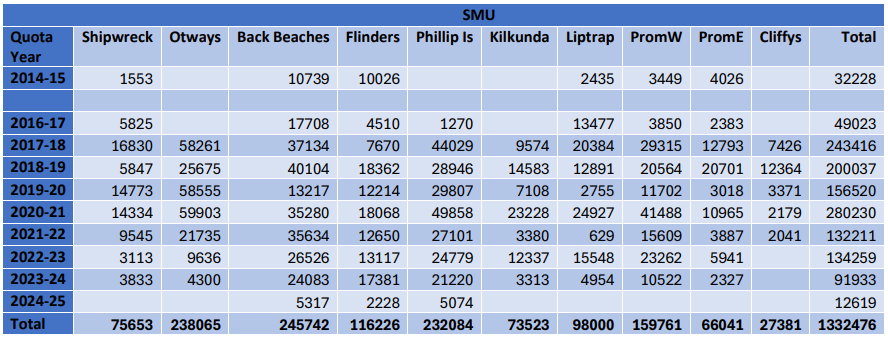 SMU
Quota Year Shipwreck Otways Back Beaches Flinders Phillip Is Kilkunda Liptrap PromW PromE Cliffys Total
2014-15 1553 10739 10026 2435 3449 4026 32228
2016-17 5825 17708 4510 1270 13477 3850 2383 49023
2017-18 16830 58261 37134 7670 44029 9574 20384 29315 12793 7426 243416
2018-19 5847 25675 40104 18362 28946 14583 12891 20564 20701 12364 200037
2019-20 14773 58555 13217 12214 29807 7108 2755 11702 3018 3371 156520
2020-21 14334 59903 35280 18068 49858 23228 24927 41488 10965 2179 280230
2021-22 9545 21735 35634 12650 27101 3380 629 15609 3887 2041 132211
2022-23 3113 9636 26526 13117 24779 12337 15548 23262 5941 134259
2023-24 3833 4300 24083 17381 21220 3313 4954 10522 2327 91933
2024-25 5317 2228 5074 12619
Total 75653 238065 245742 116226 232084 73523 98000 159761 66041 27381 1332476